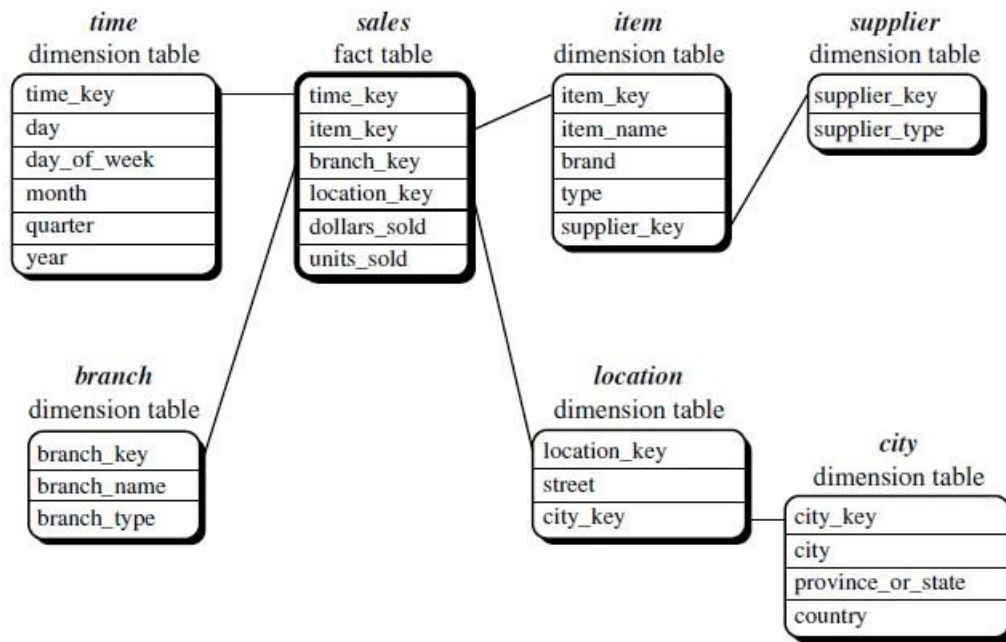 time
dimension table
time_key
day
day_of_week
month
quarter
year
sales
fact table
time_key
item_key
branch_key
location_key
dollars_sold
units_sold
item
dimension table
item_key
item_name
brand
type
supplier_key
supplier
dimension table
supplier_key
supplier_type
branch
dimension table
branch_key
branch_name
branch_type
location
dimension table
location_key
street
city_key
city
dimension table
city_key
city
province_or_state
country